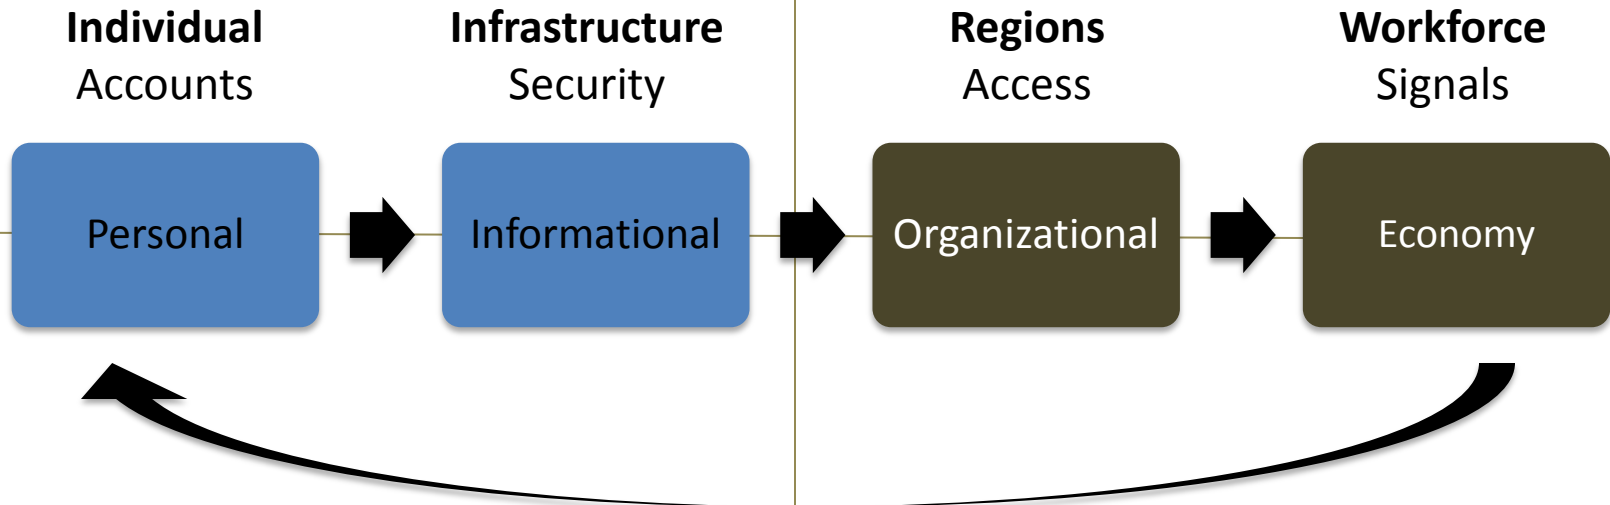 Individual
Accounts
Infrastructure
Security
Regions
Access
Workforce
Signals
Personal
Informational
Organizational
Economy